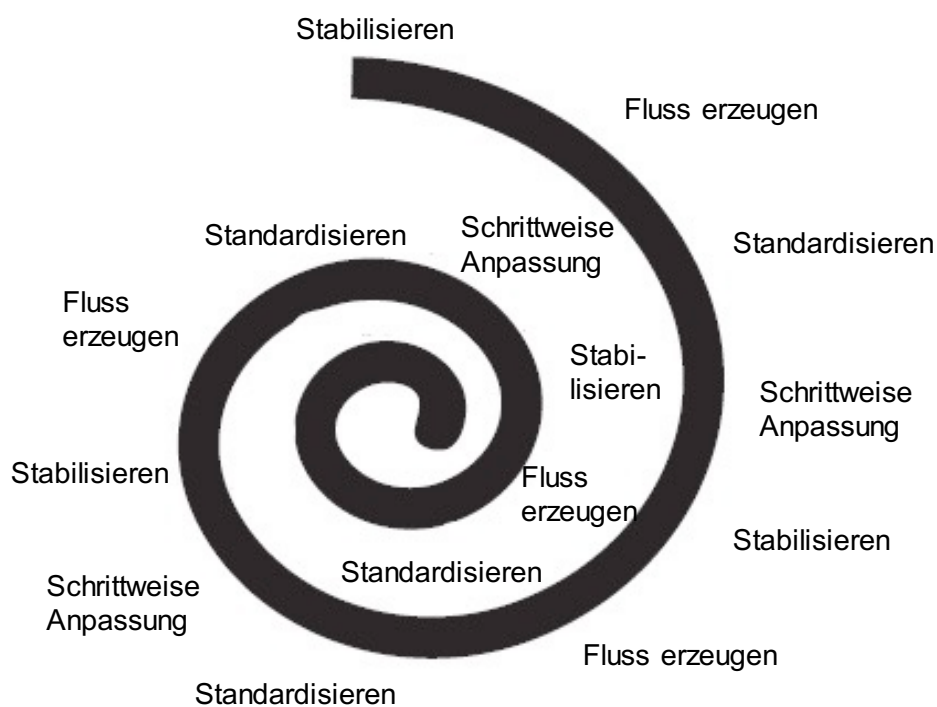 Stabilisieren
Fluss erzeugen
Standardisieren
Schrittweise
Anpassung
Stabilisieren
Fluss erzeugen
Standardisieren
Schrittweise
Anpassung
Stabilisieren
Fluss
erzeugen
Standardisieren
Schrittweise
Anpassung
Stabi-
lisieren
Fluss
erzeugen
Standardisieren